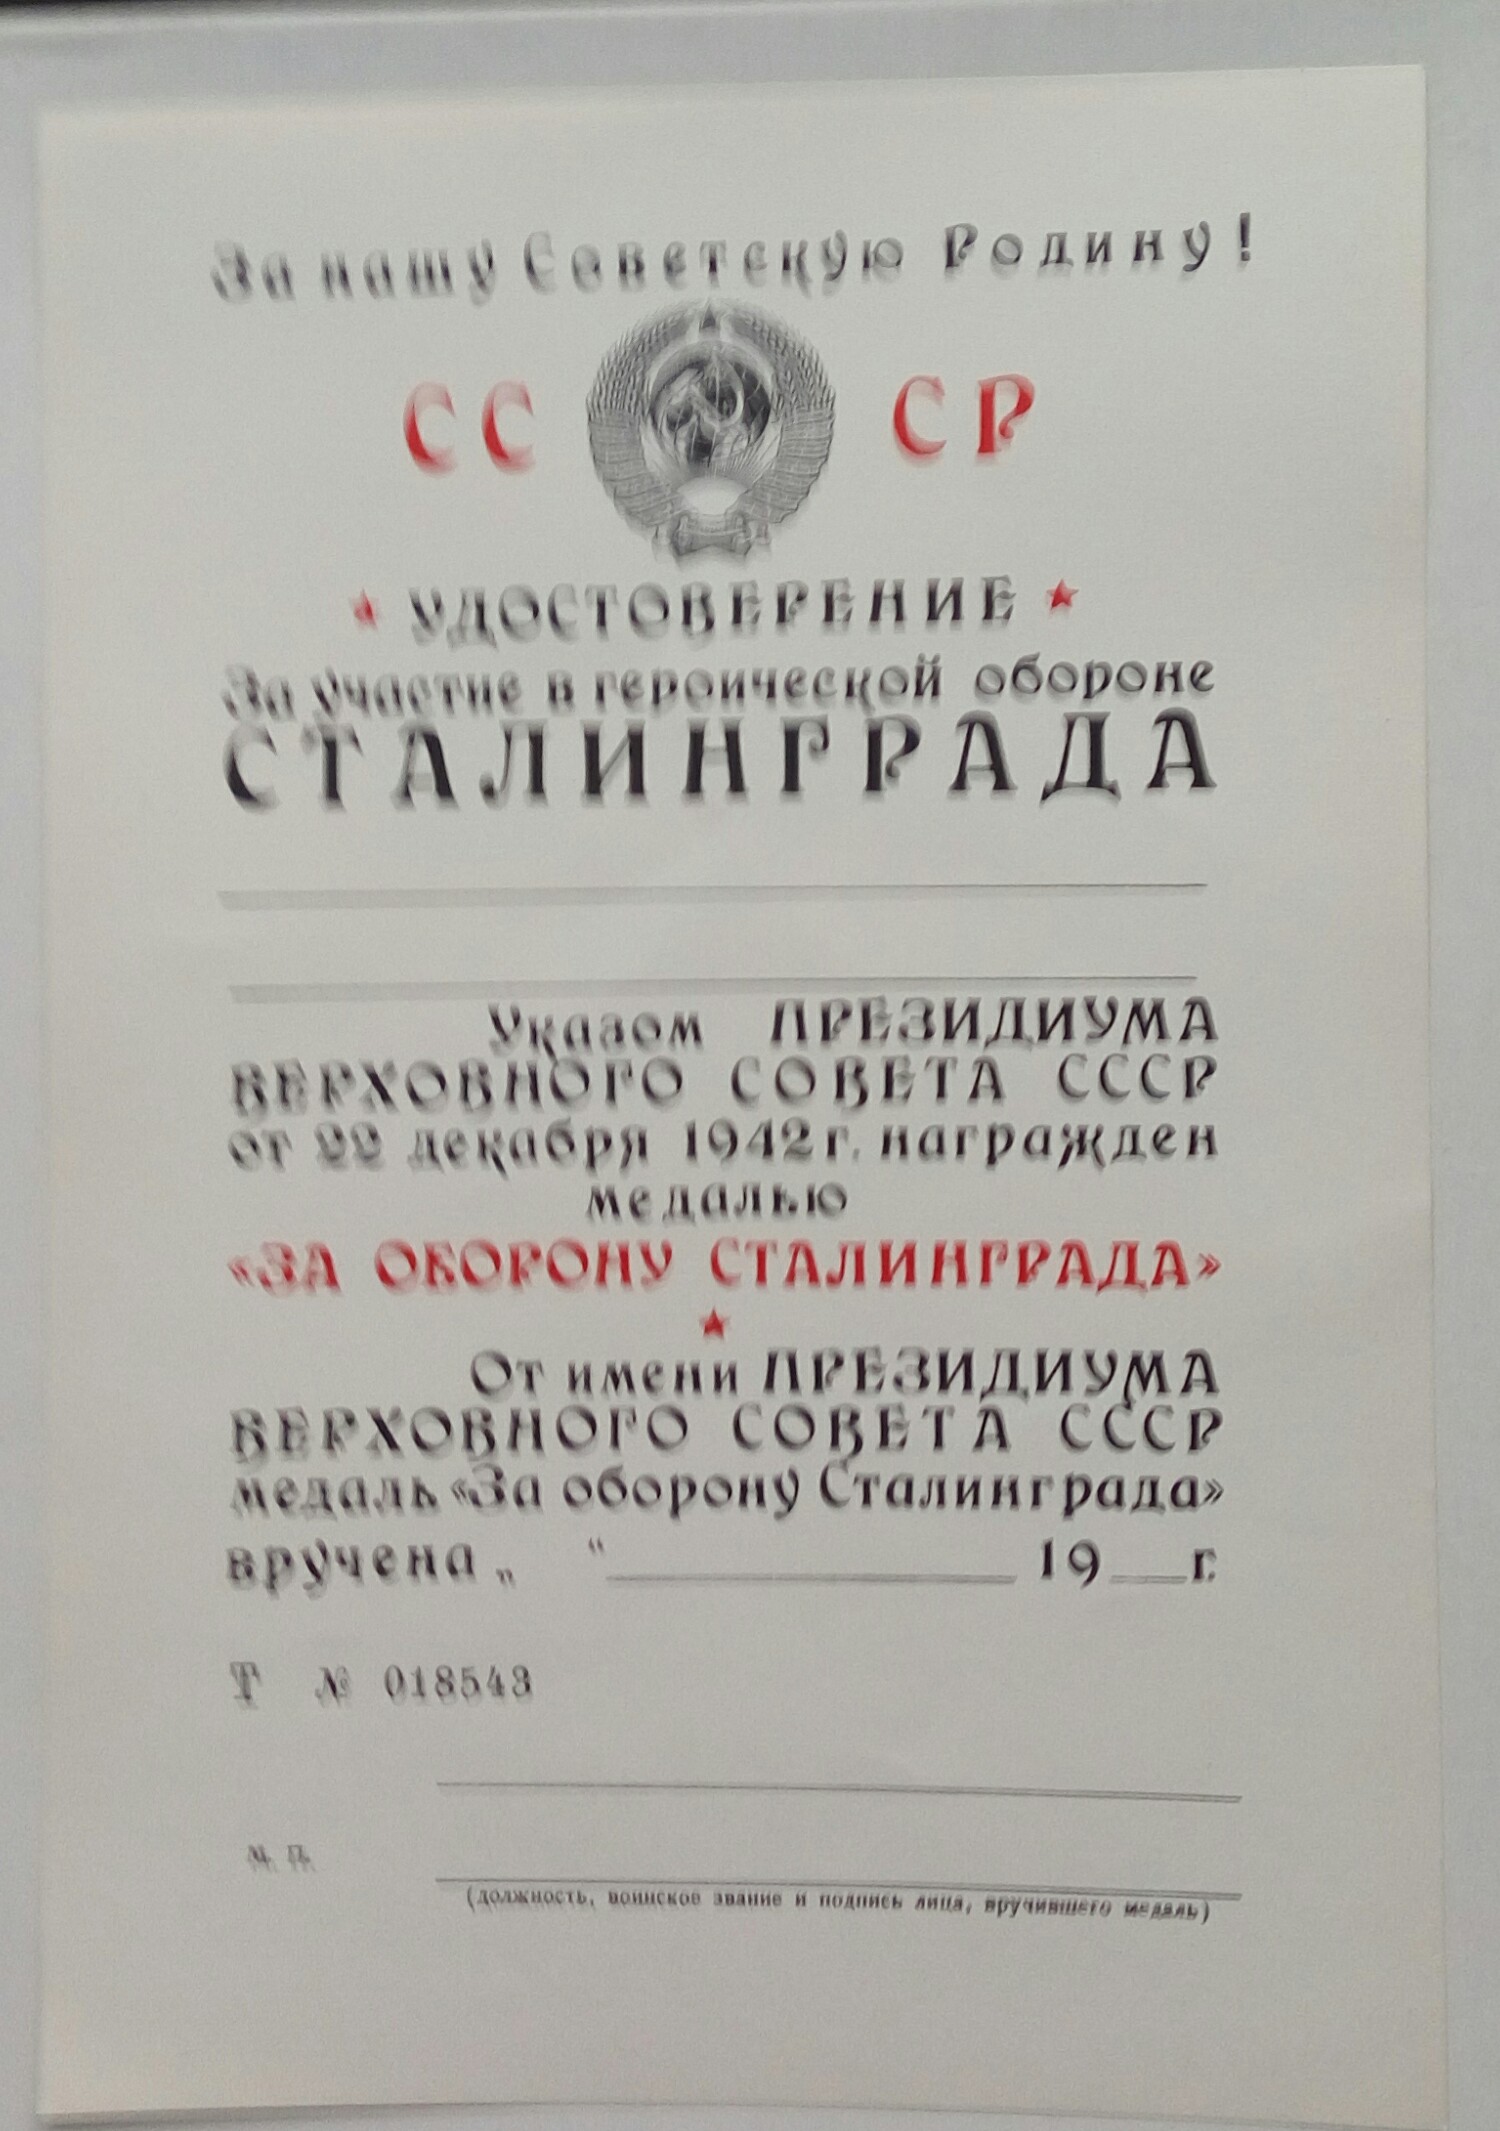 За нашу Советскую Родину!
СС СР
УДОСТОВЕРЕНИЕ
За участие в героической обороне
СТАЛИНГРАДА
Указом ПРЕЗИДИУМА
ВЕРХОВНОГО СОВЕТА СССР
от 22 декабря 1942 г. награжден
медалью
«ЗА ОБОРОНУ СТАЛИНГРАДА»
От имени ПРЕЗИДИУМА
ВЕРХОВНОГО СОВЕТА СССР
медаль «За оборону Сталинграда»
вручена „ “ 19 г.
Т № 018543
М. П.
(должность, воинское звание и подпись лица, вручившего медаль)